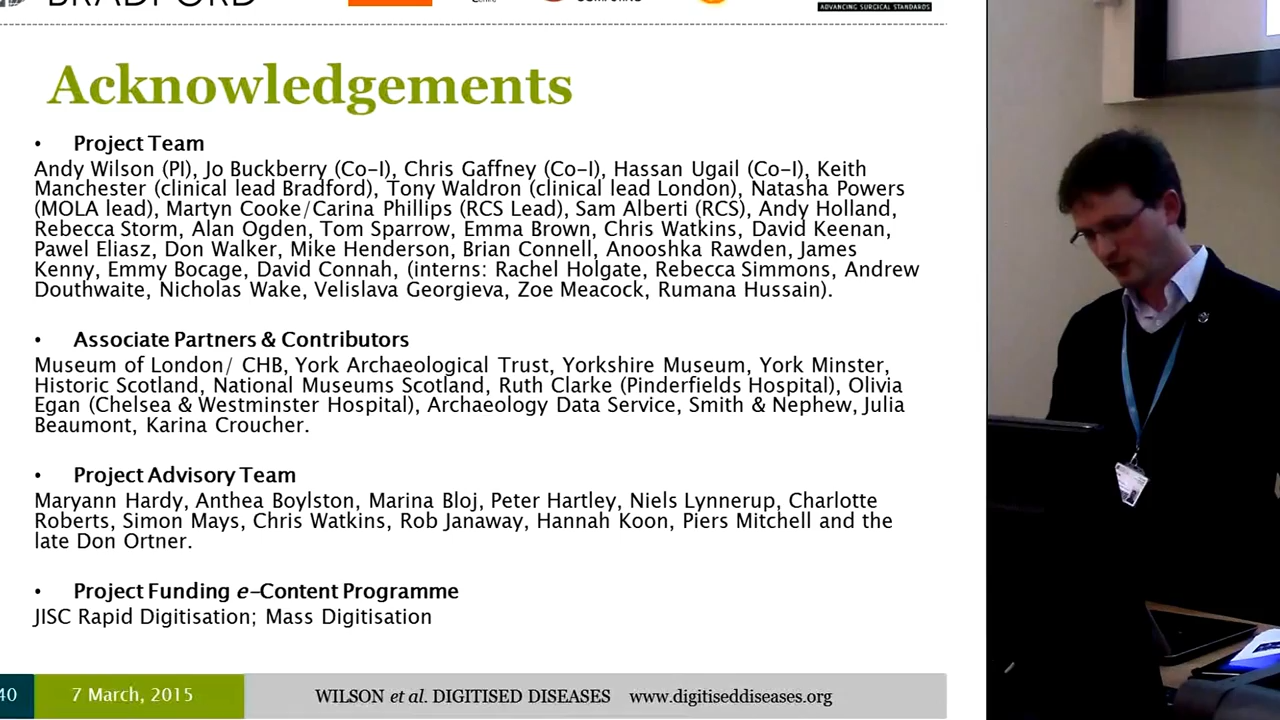 BRADFORD
ADVANCING SURGICAL STANDARDS
Acknowledgements
• Project Team
Andy Wilson (PI), Jo Buckberry (Co-I), Chris Gaffney (Co-I), Hassan Ugail (Co-I), Keith
Manchester (clinical lead Bradford), Tony Waldron (clinical lead London), Natasha Powers
(MOLA lead), Martyn Cooke/Carina Phillips (RCS Lead), Sam Alberti (RCS), Andy Holland,
Rebecca Storm, Alan Ogden, Tom Sparrow, Emma Brown, Chris Watkins, David Keenan,
Pawel Eliasz, Don Walker, Mike Henderson, Brian Connell, Anooshka Rawden, James
Kenny, Emmy Bocage, David Connah, (interns: Rachel Holgate, Rebecca Simmons, Andrew
Douthwaite, Nicholas Wake, Velislava Georgieva, Zoe Meacock, Rumana Hussain).
• Associate Partners & Contributors
Museum of London/ CHB, York Archaeological Trust, Yorkshire Museum, York Minster,
Historic Scotland, National Museums Scotland, Ruth Clarke (Pinderfields Hospital), Olivia
Egan (Chelsea & Westminster Hospital), Archaeology Data Service, Smith & Nephew, Julia
Beaumont, Karina Croucher.
• Project Advisory Team
Maryann Hardy, Anthea Boylston, Marina Bloj, Peter Hartley, Niels Lynnerup, Charlotte
Roberts, Simon Mays, Chris Watkins, Rob Janaway, Hannah Koon, Piers Mitchell and the
late Don Ortner.
• Project Funding e-Content Programme
JISC Rapid Digitisation; Mass Digitisation
40 7 March, 2015 WILSON et al. DIGITISED DISEASES www.digitiseddiseases.org